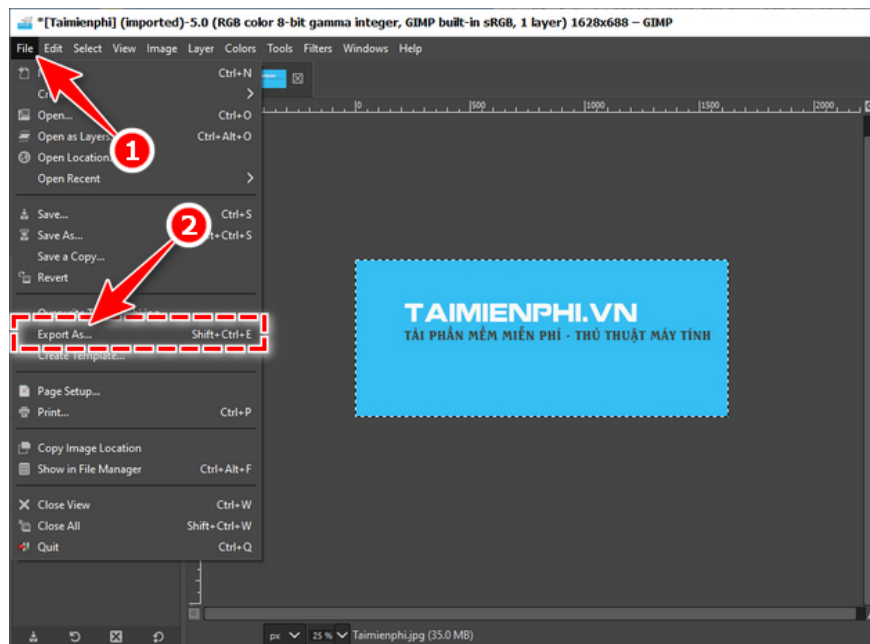 *[Taimienphi] (imported)-5.0 (RGB color 8-bit gamma integer, GIMP built-in sRGB, 1 layer) 1628x688 – GIMP
File Edit Select View Image Layer Colors Tools Filters Windows Help
Ctrl+N
Open... Ctrl+O
Open as Layers Ctrl+Alt+O
Open Location
Open Recent
Save... Ctrl+S
Save As... Ctrl+S
Save a Copy...
Revert
Export As... Shift+Ctrl+E
Create Template...
Page Setup...
Print... Ctrl+P
Copy Image Location
Show in File Manager Ctrl+Alt+F
Close View Ctrl+W
Close All Shift+Ctrl+W
Quit Ctrl+Q
1
2
0 500 1000 1500 2000
TAIMIENPHI.VN
TẢI PHẦN MỀM MIỄN PHÍ - THỦ THUẬT MÁY TÍNH
px 25 % Taimienphi.jpg (35.0 MB)